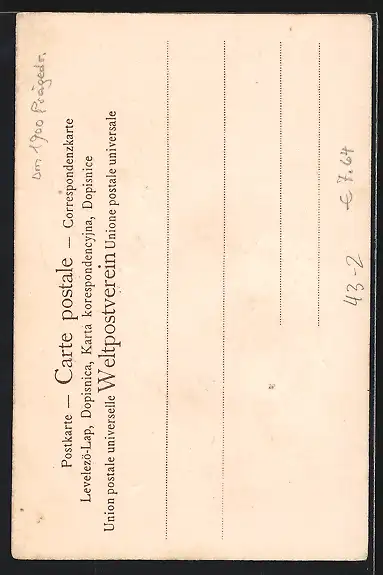 um 1900 Prägedr.
Postkarte — Carte postale — Correspondenzkarte
Levelezö-Lap, Dopisnica, Karta korespondencyjna, Dopisnice
Union postale universelle Weltpostverein Unione postale universale
43-2
€ 7.64